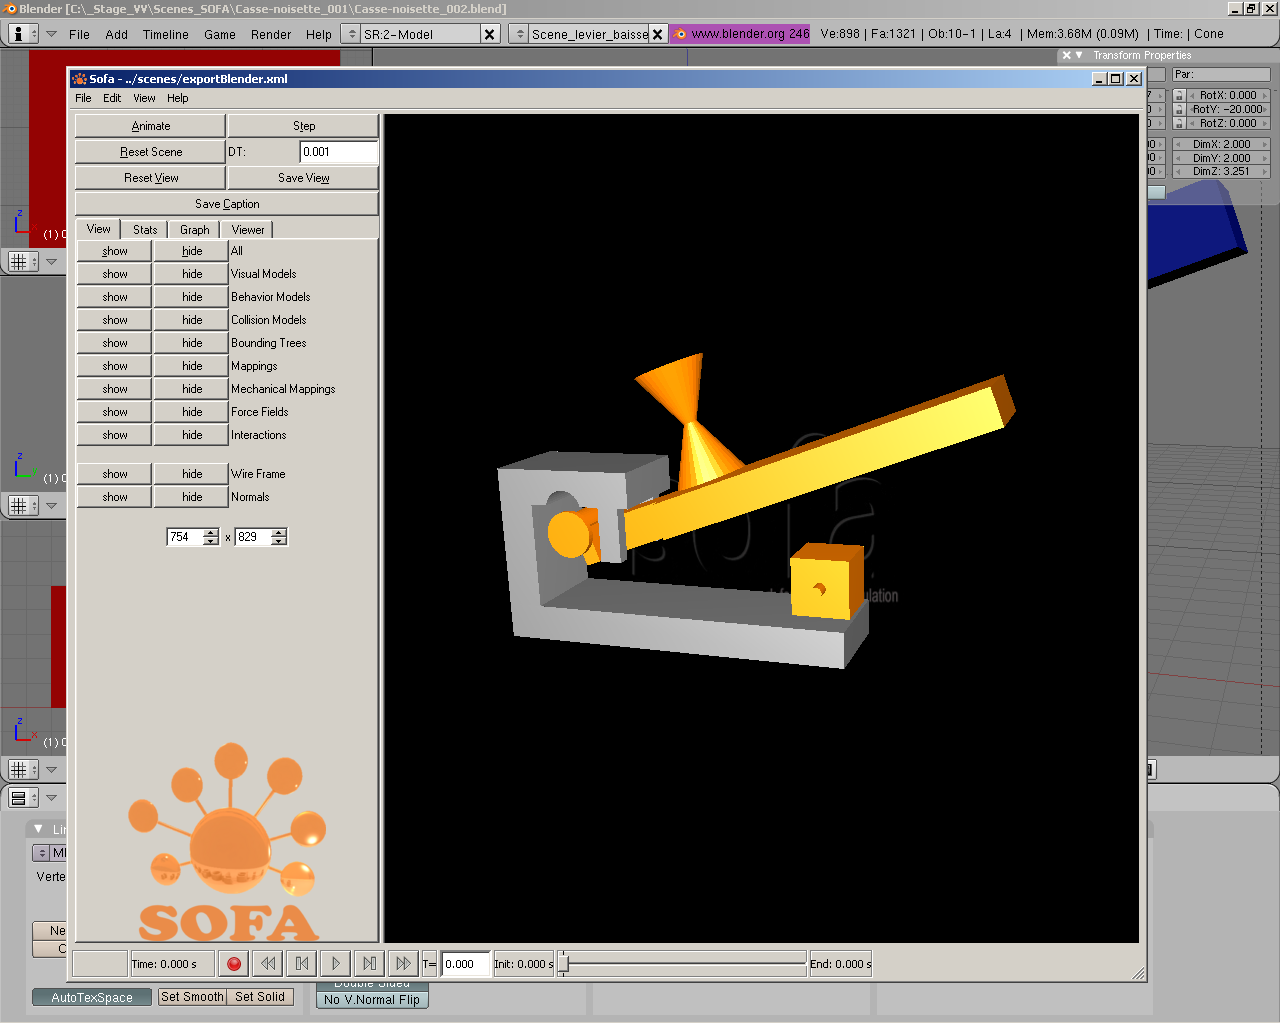 Blender [C:\_Stage_VV\Scenes_SOFA\Casse-noisette_001\Casse-noisette_002.blend]
File Add Timeline Game Render Help SR:2-Model Scene_levier_baisse www.blender.org 246 Ve:898 | Fa:1321 | Ob:10-1 | La:4 | Mem:3.68M (0.09M) | Time: | Cone
Transform Properties
Par:
RotX: 0.000
RotY: -20.000
RotZ: 0.000
DimX: 2.000
DimY: 2.000
DimZ: 3.251
Sofa - ../scenes/exportBlender.xml
File Edit View Help
Animate Step
Reset Scene DT: 0.001
Reset View Save View
Save Caption
View Stats Graph Viewer
show hide All
show hide Visual Models
show hide Behavior Models
show hide Collision Models
show hide Bounding Trees
show hide Mappings
show hide Mechanical Mappings
show hide Force Fields
show hide Interactions
show hide Wire Frame
show hide Normals
754 x 829
SOFA
Time: 0.000 s T= 0.000 Init: 0.000 s End: 0.000 s
z
x
(1)
z
y
z
x
(1)
AutoTexSpace Set Smooth Set Solid
Double Sided
No V.Normal Flip